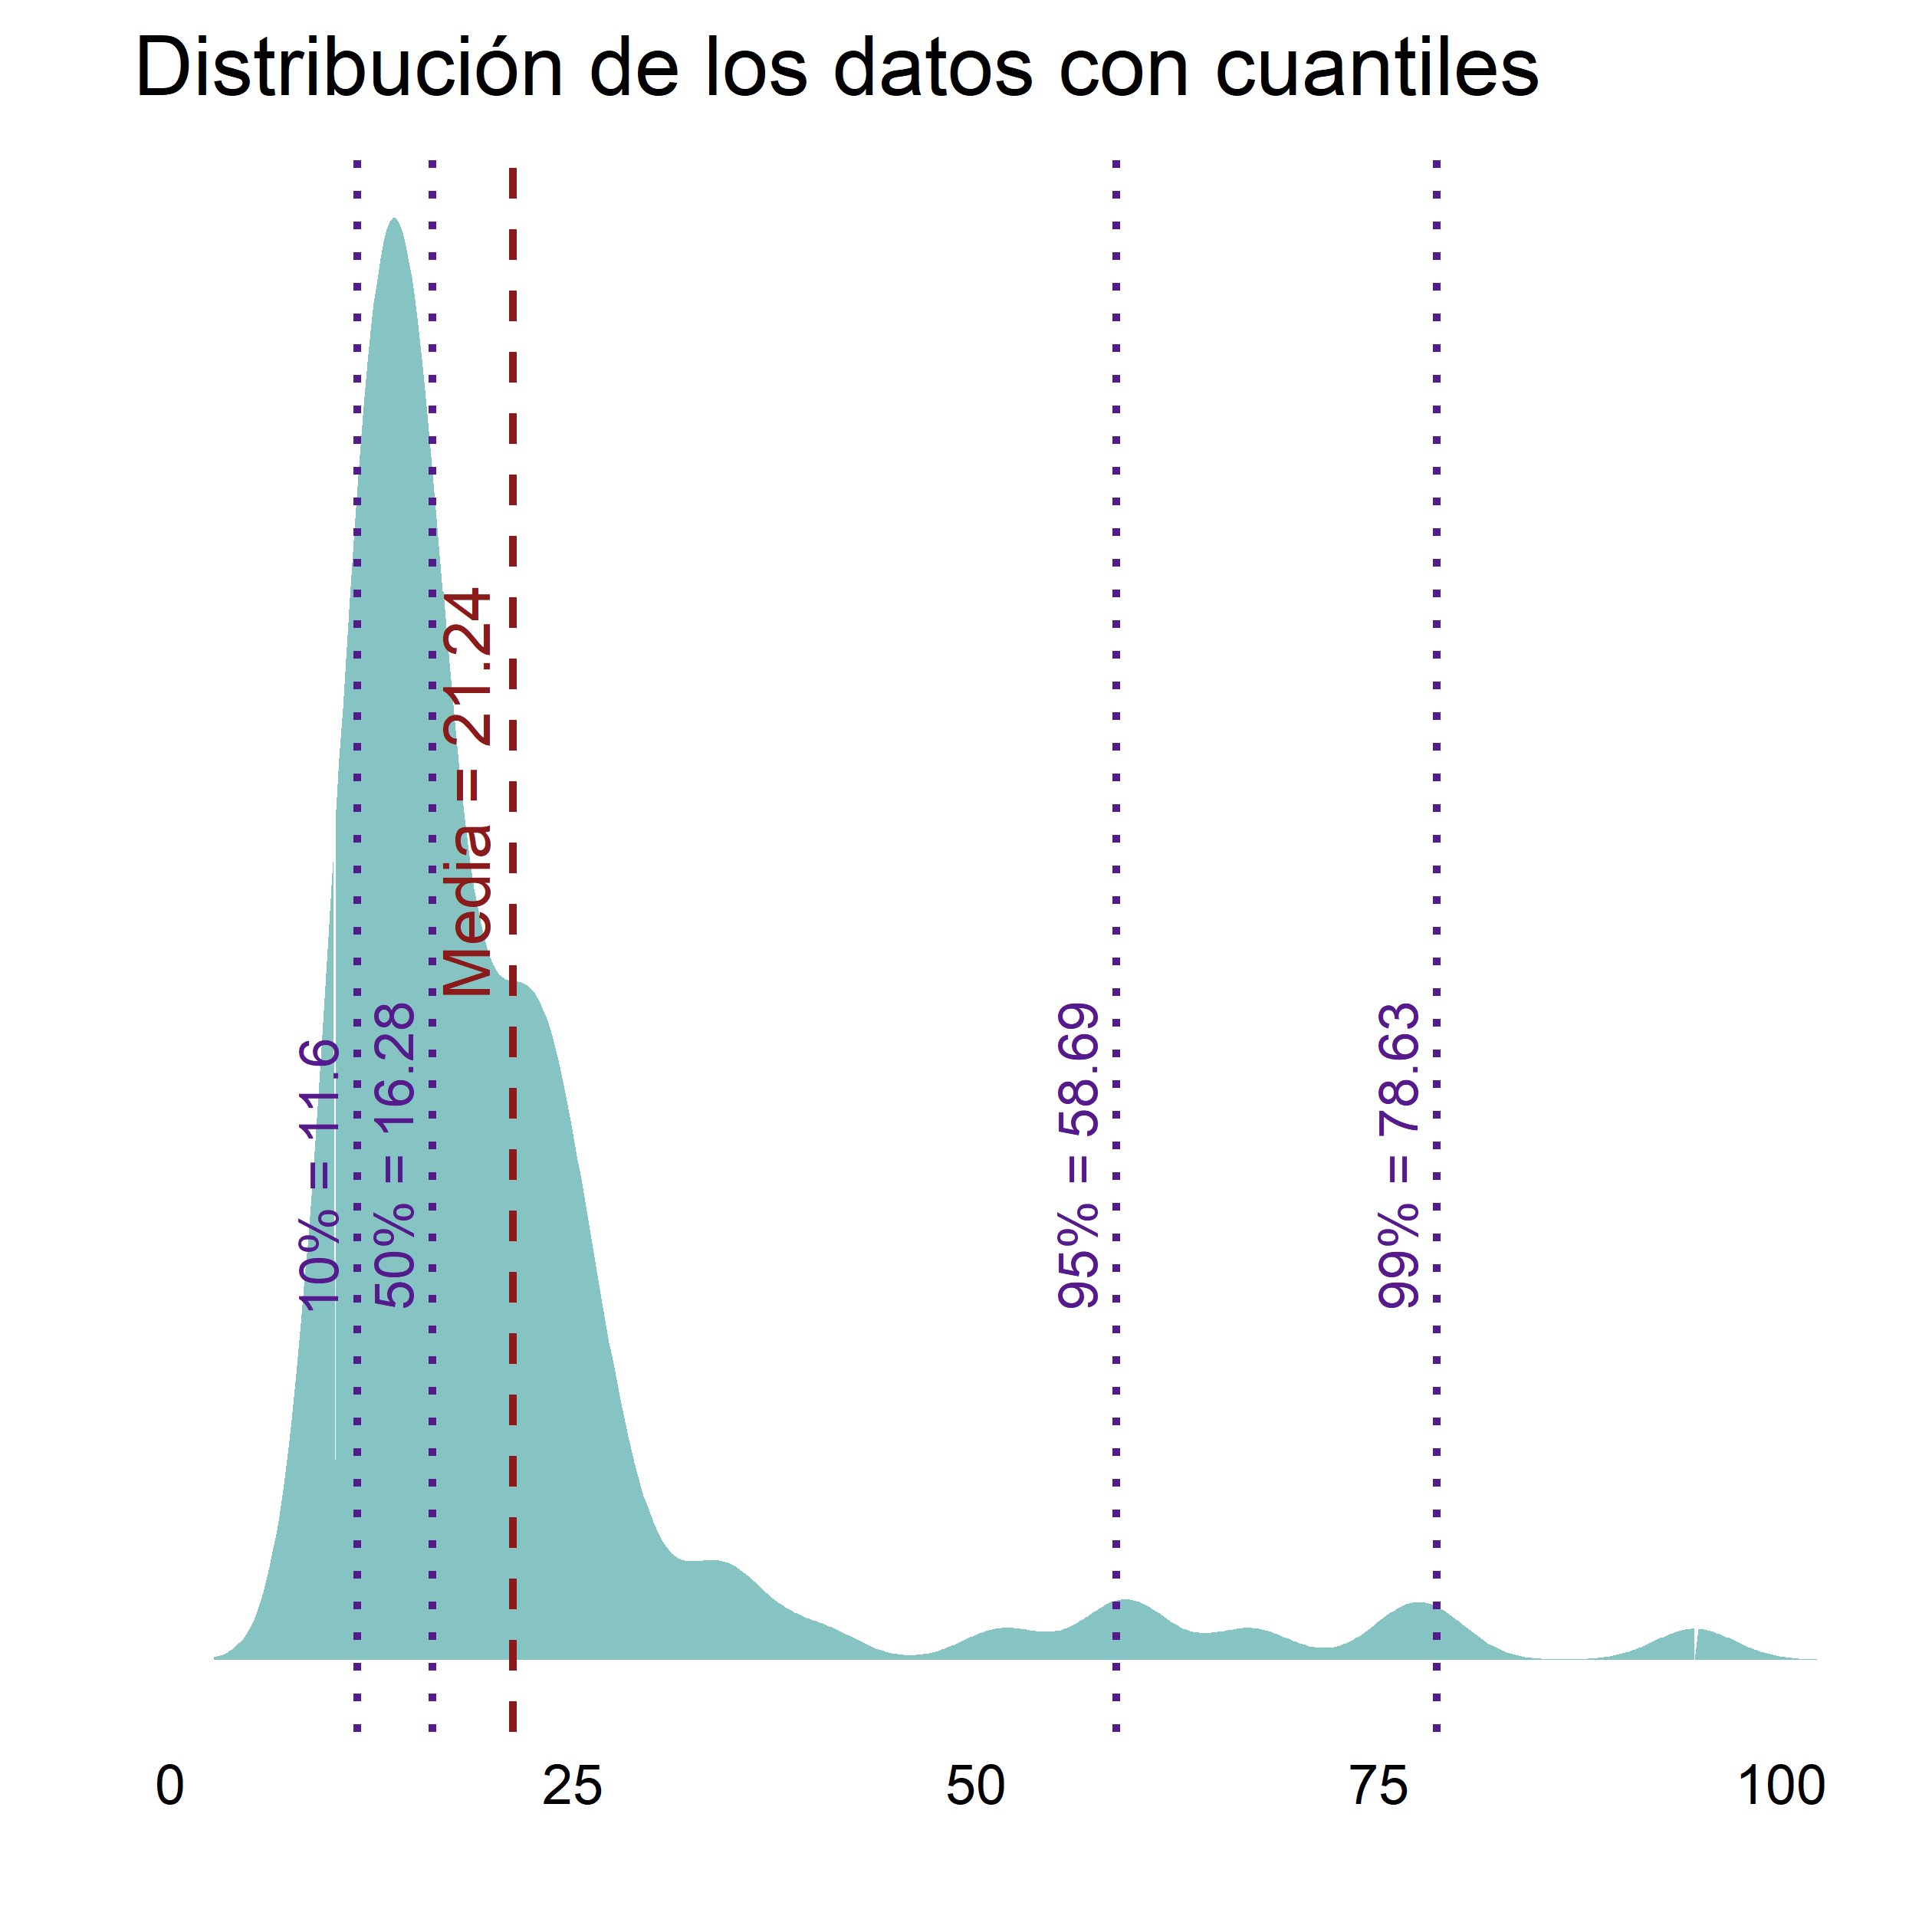 Distribución de los datos con cuantiles
10% = 11.6
50% = 16.28
Media = 21.24
95% = 58.69
99% = 78.63
0
25
50
75
100